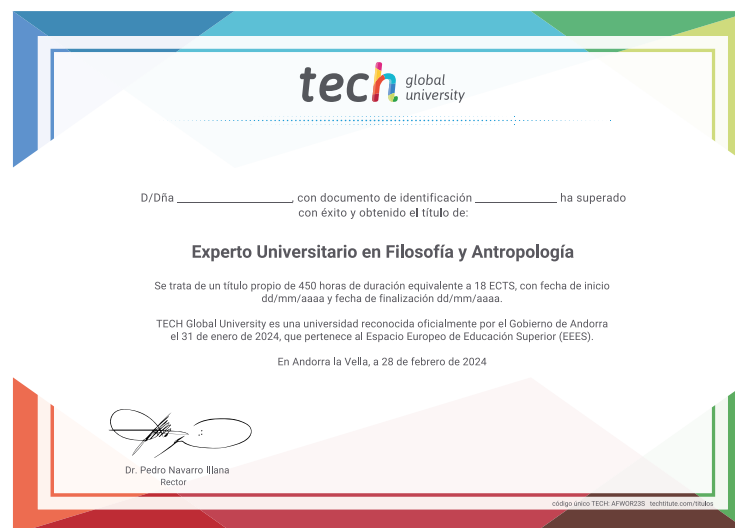 tech global university
D/Dña ______________, con documento de identificación ______________ ha superado
con éxito y obtenido el título de:
Experto Universitario en Filosofía y Antropología
Se trata de un título propio de 450 horas de duración equivalente a 18 ECTS, con fecha de inicio
dd/mm/aaaa y fecha de finalización dd/mm/aaaa.
TECH Global University es una universidad reconocida oficialmente por el Gobierno de Andorra
el 31 de enero de 2024, que pertenece al Espacio Europeo de Educación Superior (EEES).
En Andorra la Vella, a 28 de febrero de 2024
Dr. Pedro Navarro Illana
Rector
código único TECH: AFWOR23S techtitute.com/titulos